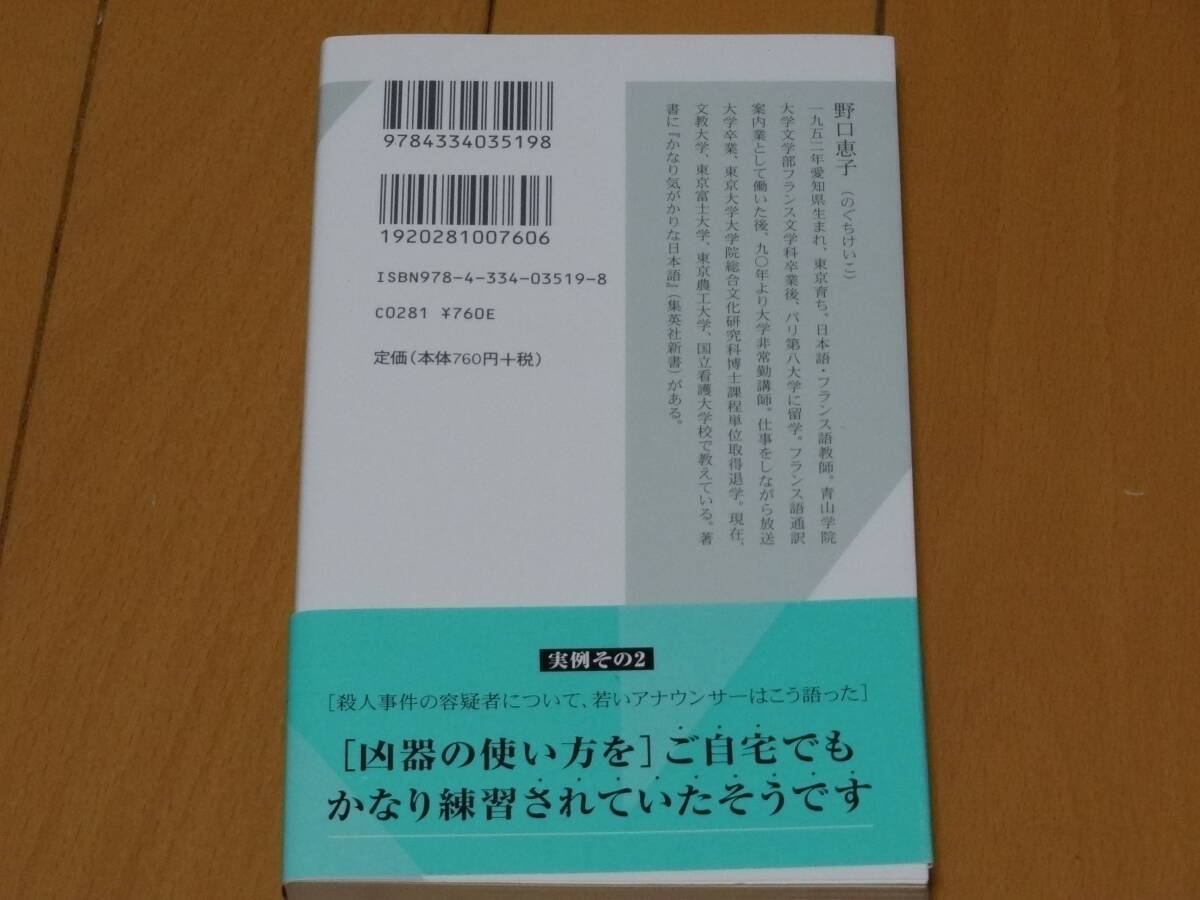 9784334035198
1920281007606
ISBN978-4-334-03519-8
C0281 ¥760E
定価(本体760円+税)
野口恵子(のぐちけいこ)
一九五二年愛知県生まれ、東京育ち。日本語・フランス語教師。青山学院
大学文学部フランス文学科卒業後、パリ第八大学に留学。フランス語通訳
案内業として働いた後、九〇年より大学非常勤講師。仕事をしながら放送
大学卒業、東京大学大学院総合文化研究科博士課程単位取得退学。現在、
文教大学、東京富士大学、東京農工大学、国立看護大学校で教えている。著
書に『かなり気がかりな日本語』(集英社新書)がある。
実例その2
[殺人事件の容疑者について、若いアナウンサーはこう語った]
[凶器の使い方を]ご自宅でも
かなり練習されていたそうです